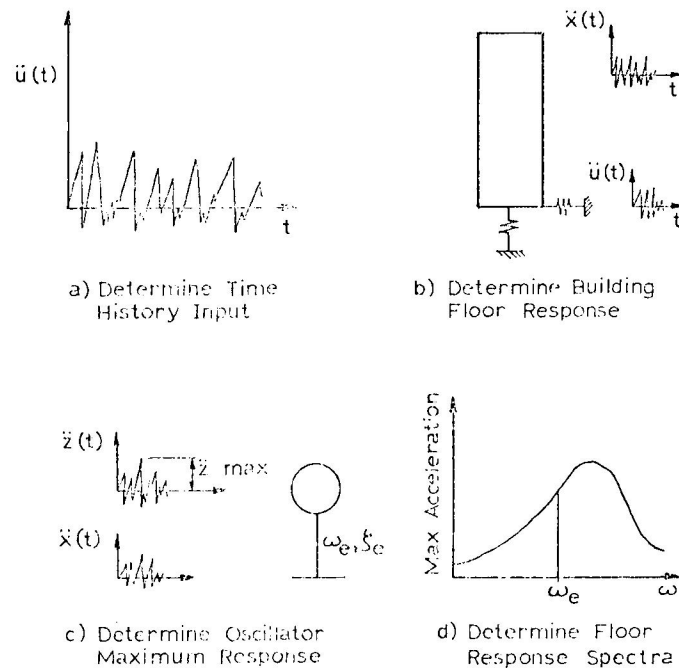 ü(t)
t
a) Determine Time
History Input
ẍ(t)
t
ü(t)
t
b) Determine Building
Floor Response
z̈(t)
z̈ max
ẍ(t)
ωe,ξe
c) Determine Oscillator
Maximum Response
Max Acceleration
ωe
ω
d) Determine Floor
Response Spectra